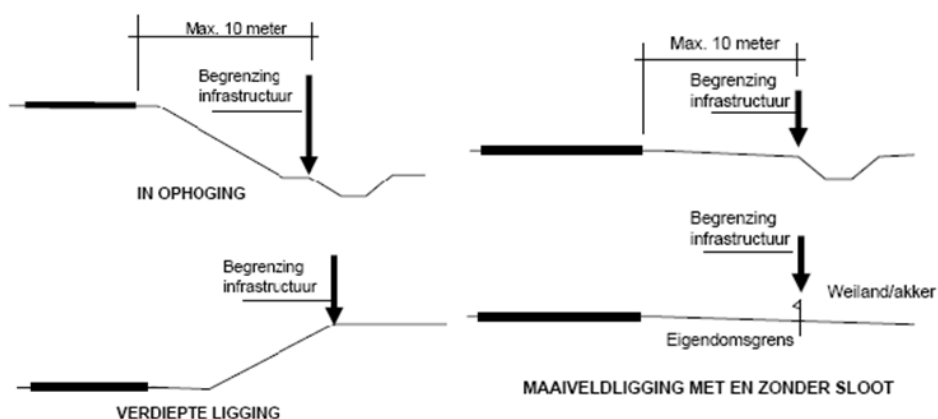 Max. 10 meter
Begrenzing
infrastructuur
IN OPHOGING
Begrenzing
infrastructuur
VERDIEPTE LIGGING
Max. 10 meter
Begrenzing
infrastructuur
Begrenzing
infrastructuur
Weiland/akker
Eigendomsgrens
MAAIVELDLIGGING MET EN ZONDER SLOOT